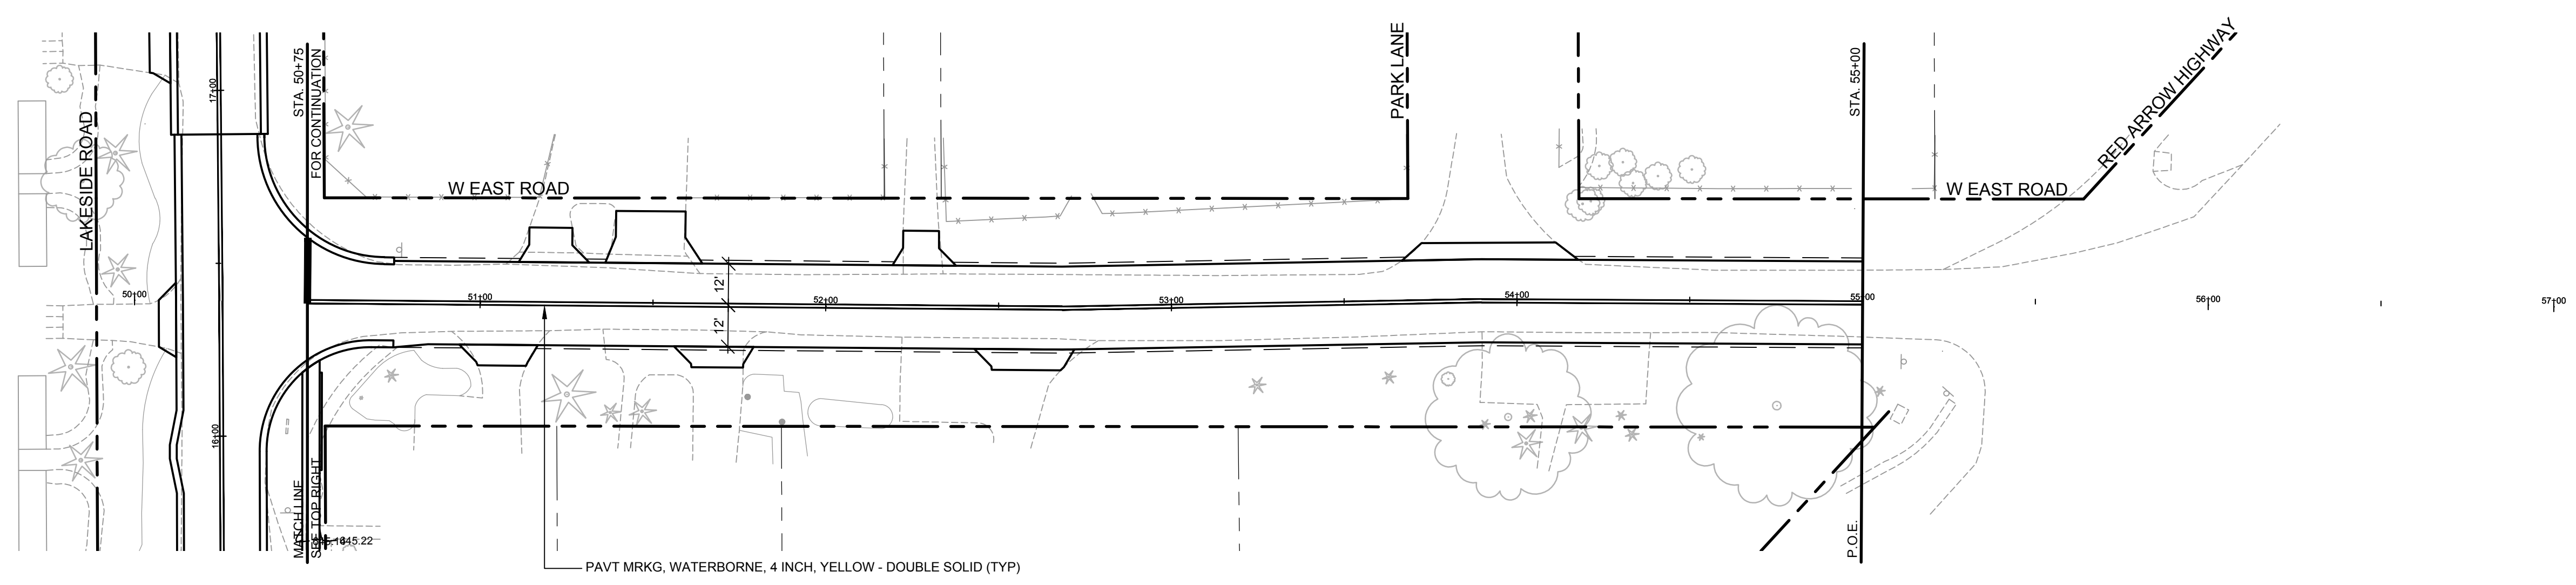 LAKESIDE ROAD
17+00
16+00
50+00
STA. 50+75
FOR CONTINUATION
MATCH LINE
SEE TOP RIGHT
645.22
W EAST ROAD
51+00
12'
12'
52+00
53+00
PARK LANE
54+00
STA. 55+00
55+00
P.O.E.
W EAST ROAD
RED ARROW HIGHWAY
56+00
57+00
PAVT MRKG, WATERBORNE, 4 INCH, YELLOW - DOUBLE SOLID (TYP)